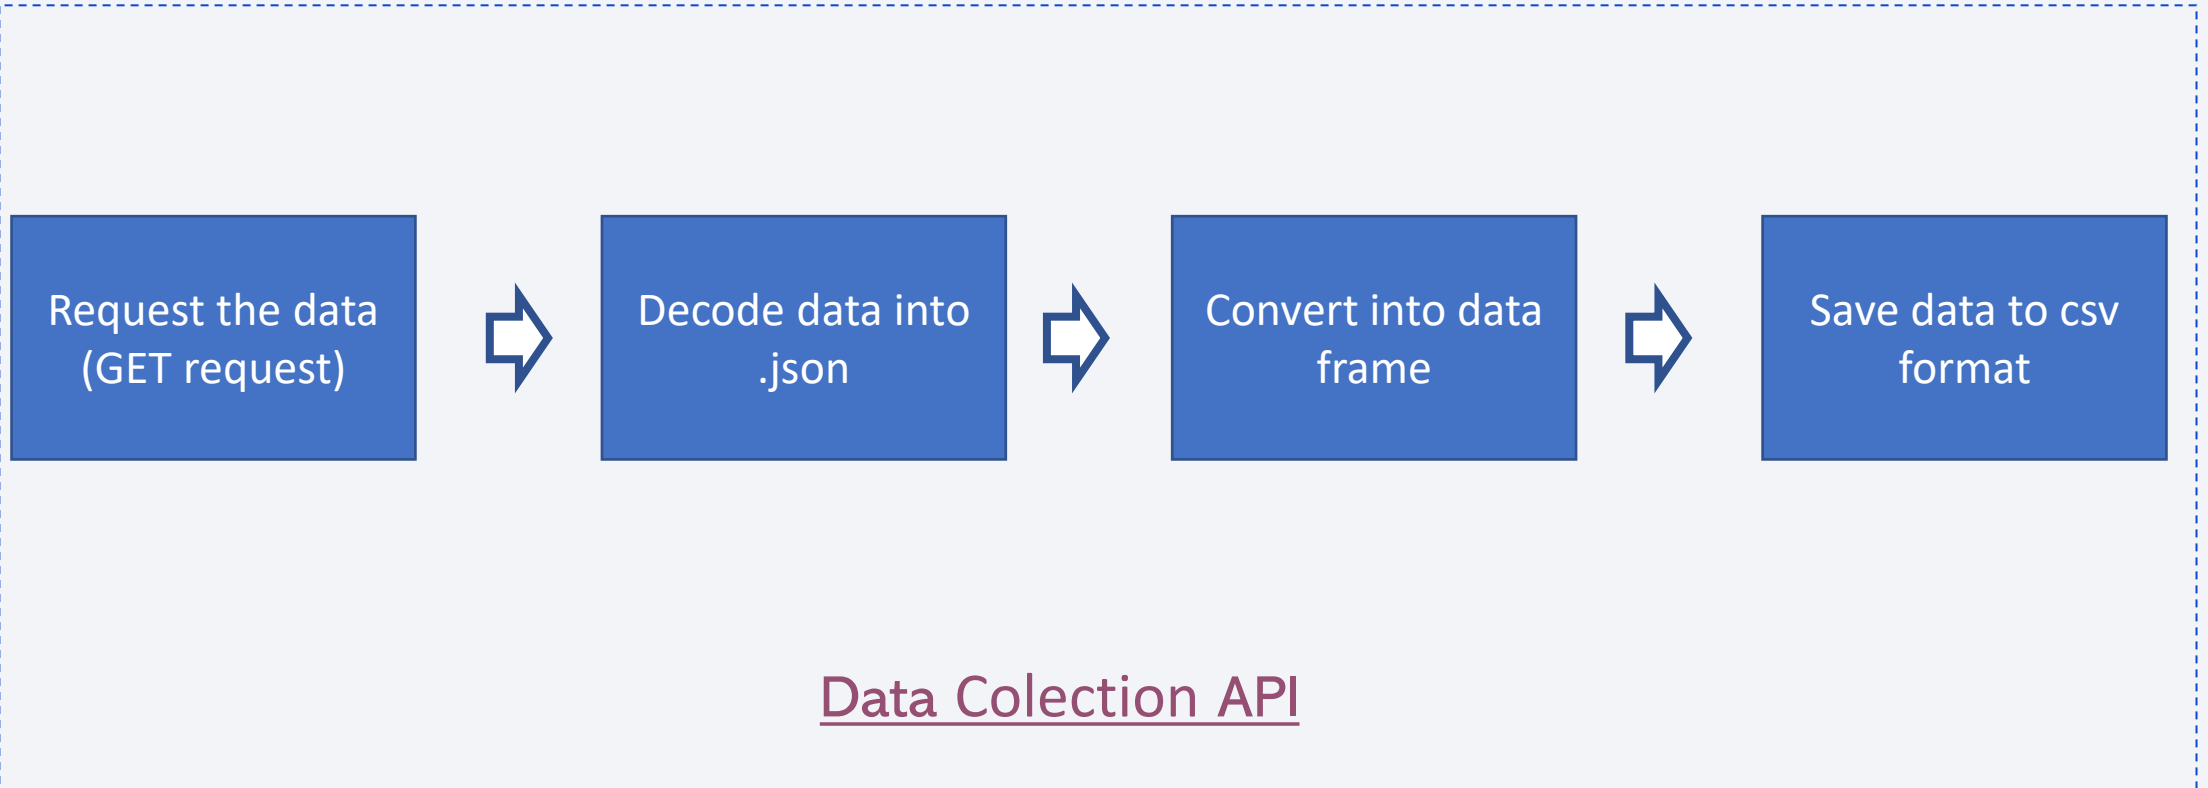 Request the data
(GET request)
Decode data into
.json
Convert into data
frame
Save data to csv
format
Data Colection API